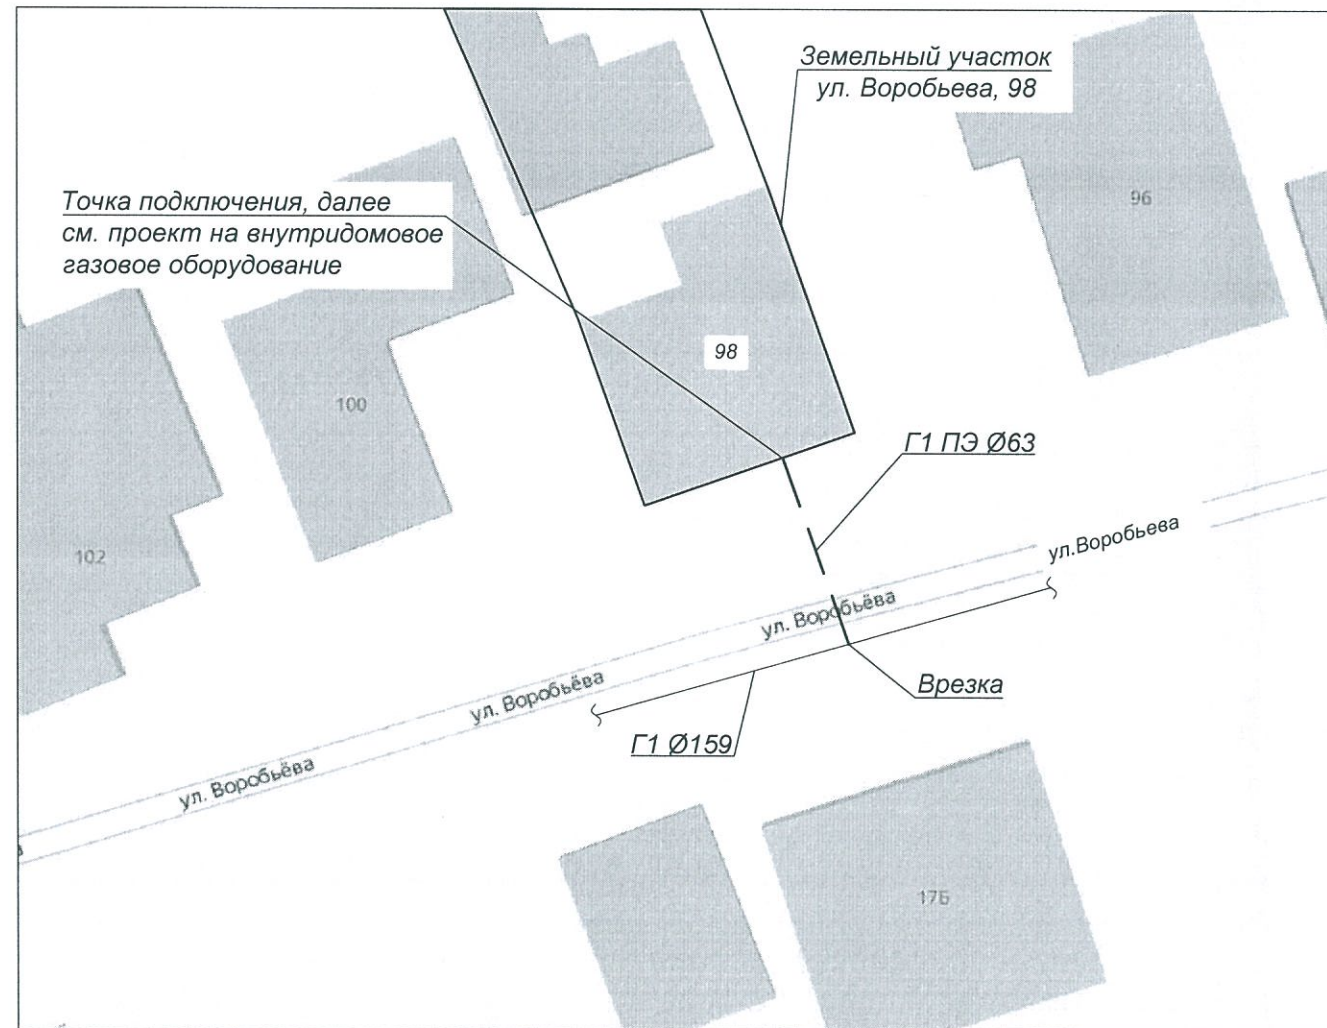 Земельный участок
ул. Воробьева, 98
Точка подключения, далее
см. проект на внутридомовое
газовое оборудование
96
98
100
102
Г1 ПЭ Ø63
ул.Воробьева
ул. Воробьёва
ул. Воробьёва
ул. Воробьёва
Врезка
Г1 Ø159
17Б